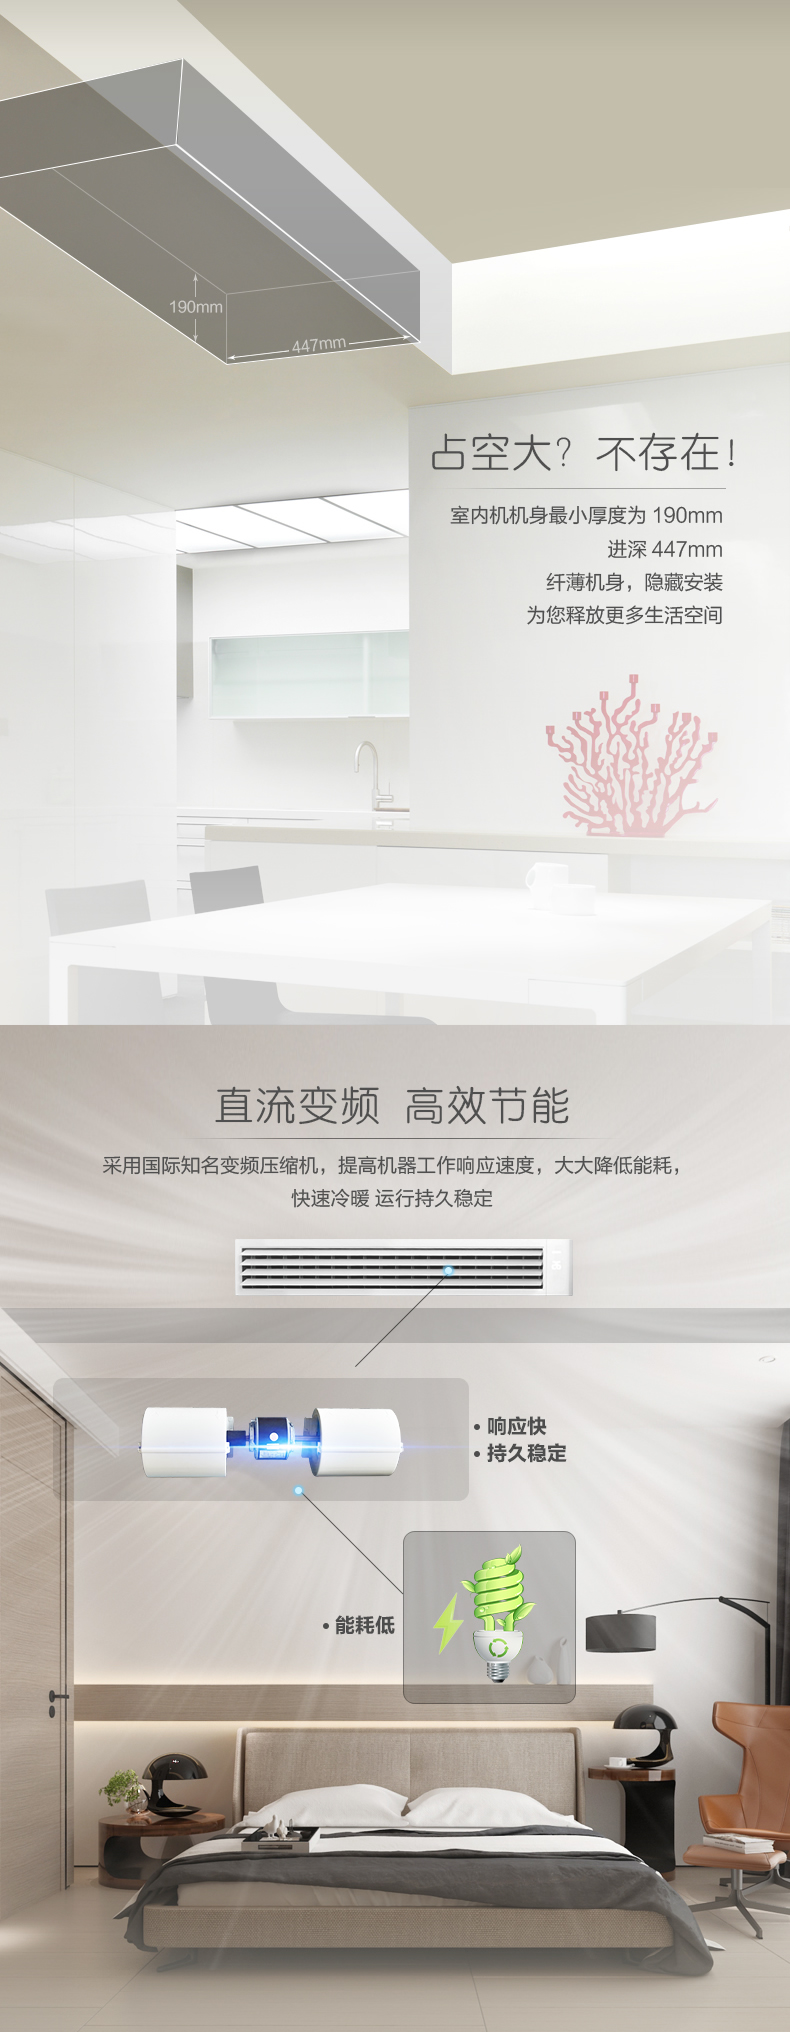 190mm
447mm
占空大？不存在！
室内机机身最小厚度为 190mm
进深 447mm
纤薄机身，隐藏安装
为您释放更多生活空间
直流变频 高效节能
采用国际知名变频压缩机，提高机器工作响应速度，大大降低能耗，
快速冷暖 运行持久稳定
• 响应快
• 持久稳定
• 能耗低